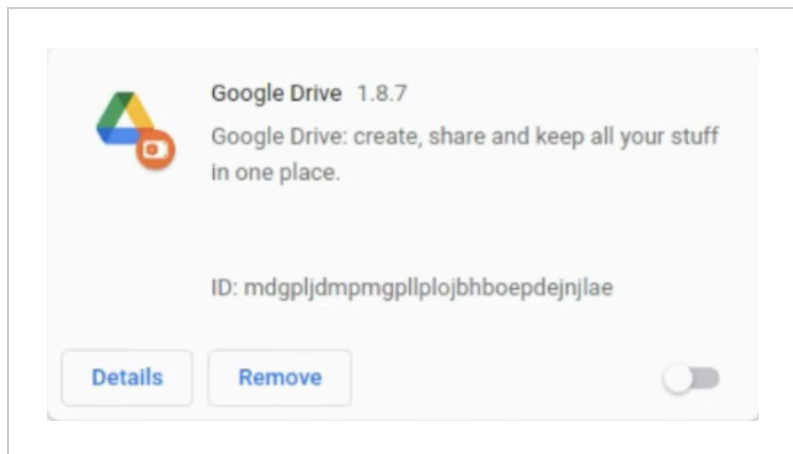 Google Drive 1.8.7
Google Drive: create, share and keep all your stuff
in one place.
ID: mdgpljdmpmgpllplojbhboepdejnjlae
Details Remove